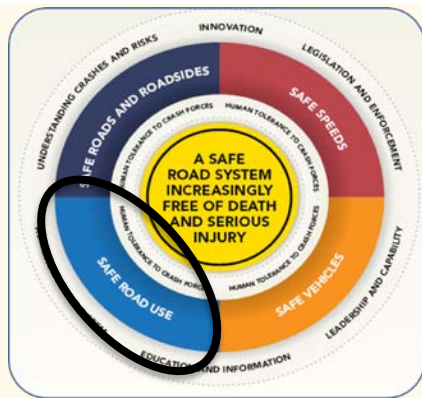 INNOVATION
UNDERSTANDING CRASHES AND RISKS
LEGISLATION AND ENFORCEMENT
SAFE ROADS AND ROADSIDES
SAFE SPEEDS
HUMAN TOLERANCE TO CRASH FORCES
HUMAN TOLERANCE TO CRASH FORCES
A SAFE
ROAD SYSTEM
INCREASINGLY
FREE OF DEATH
AND SERIOUS
INJURY
HUMAN TOLERANCE TO CRASH FORCES
HUMAN TOLERANCE TO CRASH FORCES
SAFE ROAD USE
SAFE VEHICLES
LEADERSHIP AND CAPABILITY
EDUCATION AND INFORMATION